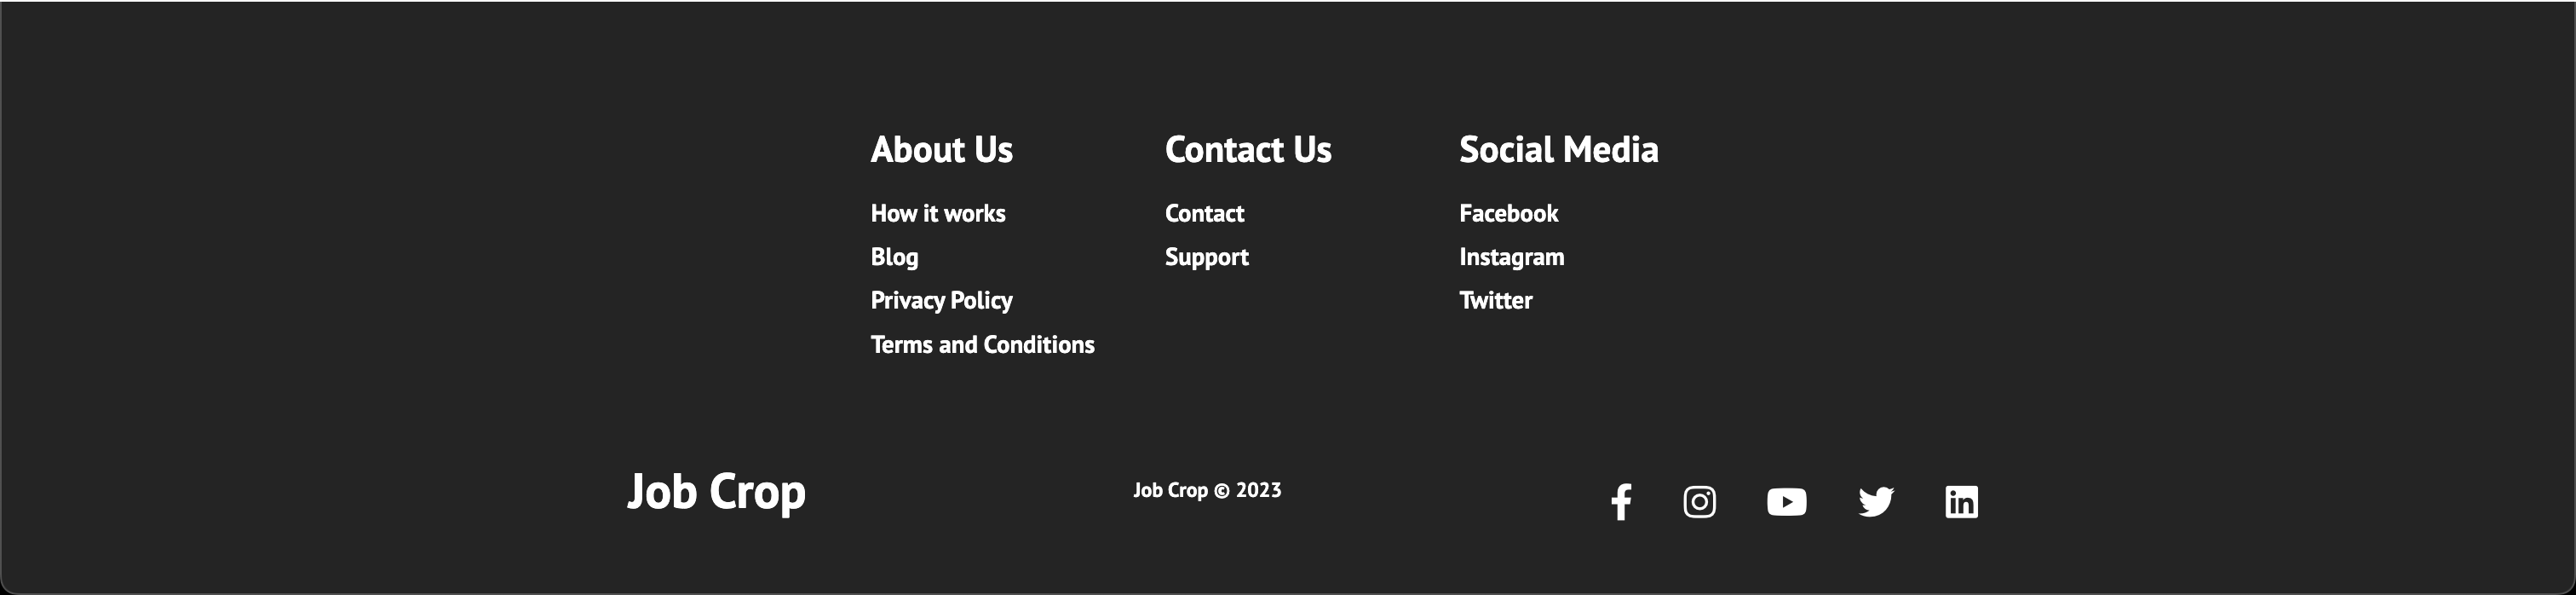 About Us
How it works
Blog
Privacy Policy
Terms and Conditions
Contact Us
Contact
Support
Social Media
Facebook
Instagram
Twitter
Job Crop
Job Crop © 2023